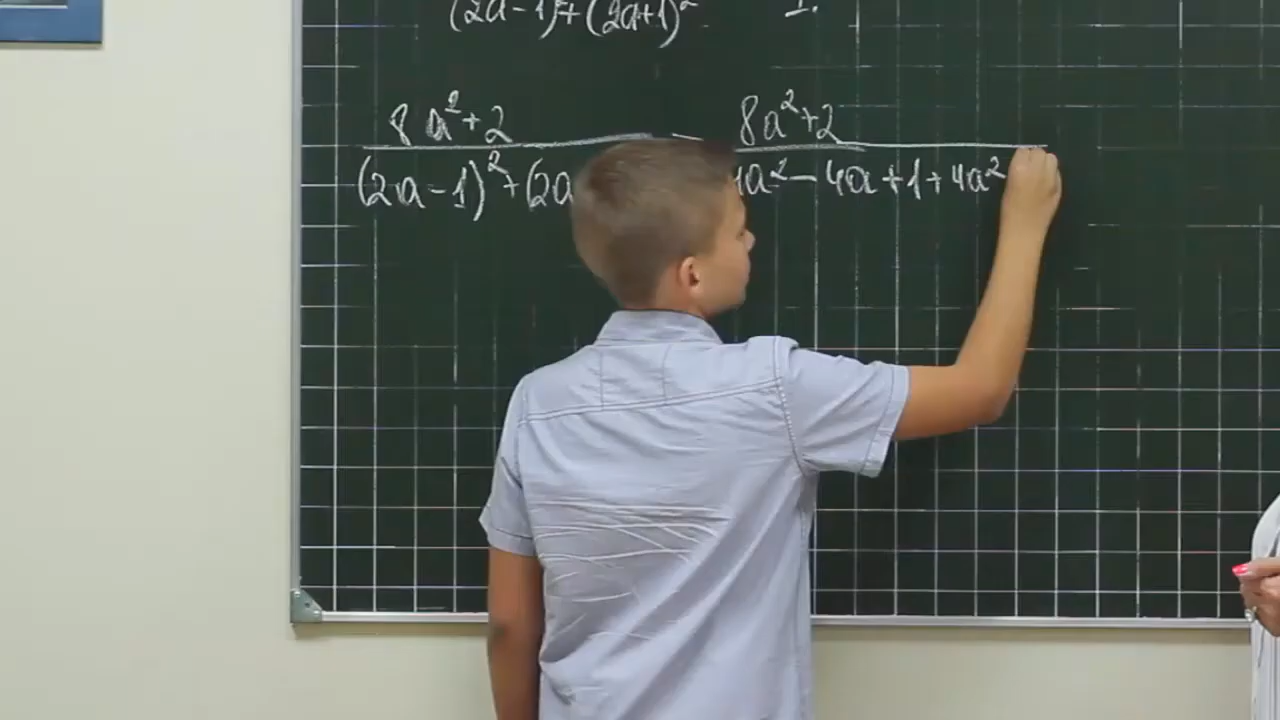 (2a-1)²+(2a+1)² 1.
8a²+2 = 8a²+2
(2a-1)²+(2a 4a²-4a+1+4a²